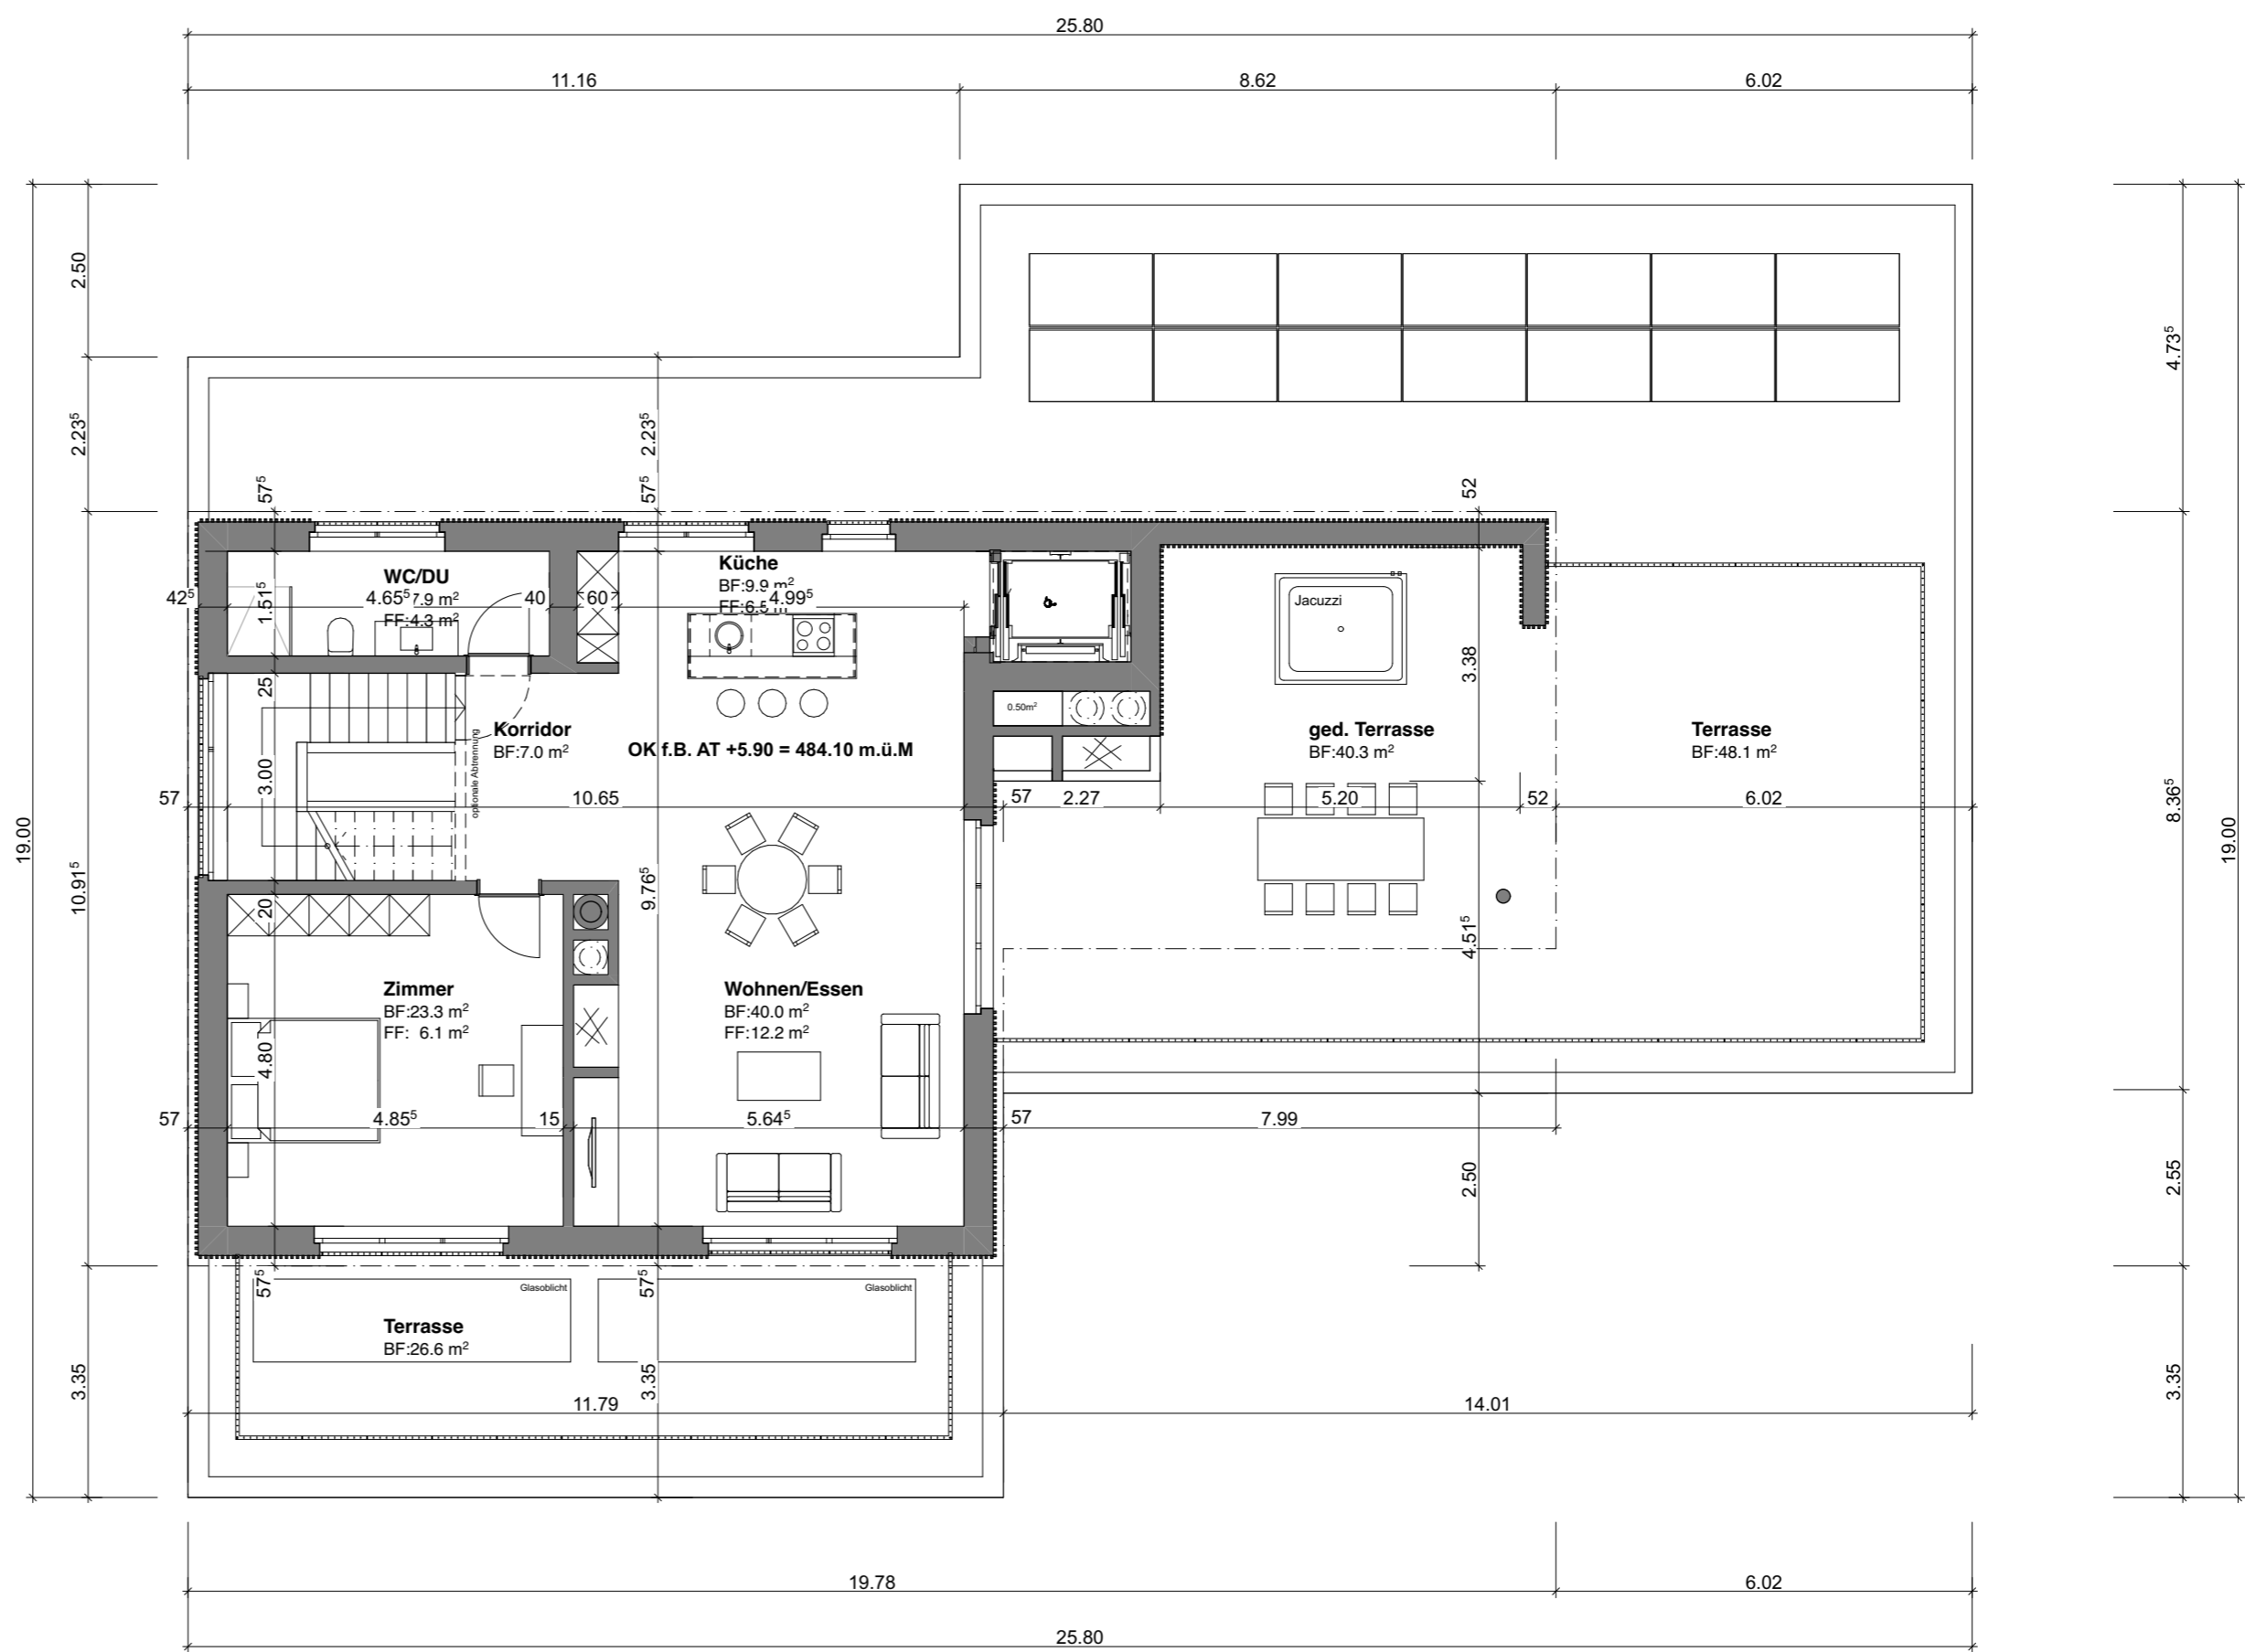 25.80
11.16
8.62
6.02
2.50
2.23⁵
10.91⁵
3.35
19.00
4.73⁵
8.36⁵
2.55
3.35
19.00
2.23⁵
57⁵
57⁵
52
WC/DU
7.9 m²
FF: 4.3 m²
42⁵
4.65⁵
40
60
4.99⁵
1.51⁵
Küche
BF:9.9 m²
FF:6.5
Jacuzzi
3.38
25
Korridor
BF:7.0 m²
optionale Abtrennung
OK f.B. AT +5.90 = 484.10 m.ü.M
0.50m²
ged. Terrasse
BF:40.3 m²
Terrasse
BF:48.1 m²
3.00
57
10.65
57
2.27
5.20
52
6.02
20
9.76⁵
4.51⁵
Zimmer
BF:23.3 m²
FF: 6.1 m²
Wohnen/Essen
BF:40.0 m²
FF:12.2 m²
4.80
57
4.85⁵
15
5.64⁵
57
7.99
2.50
57⁵
57⁵
Glasoblicht
Glasoblicht
Terrasse
BF:26.6 m²
3.35
11.79
14.01
19.78
6.02
25.80